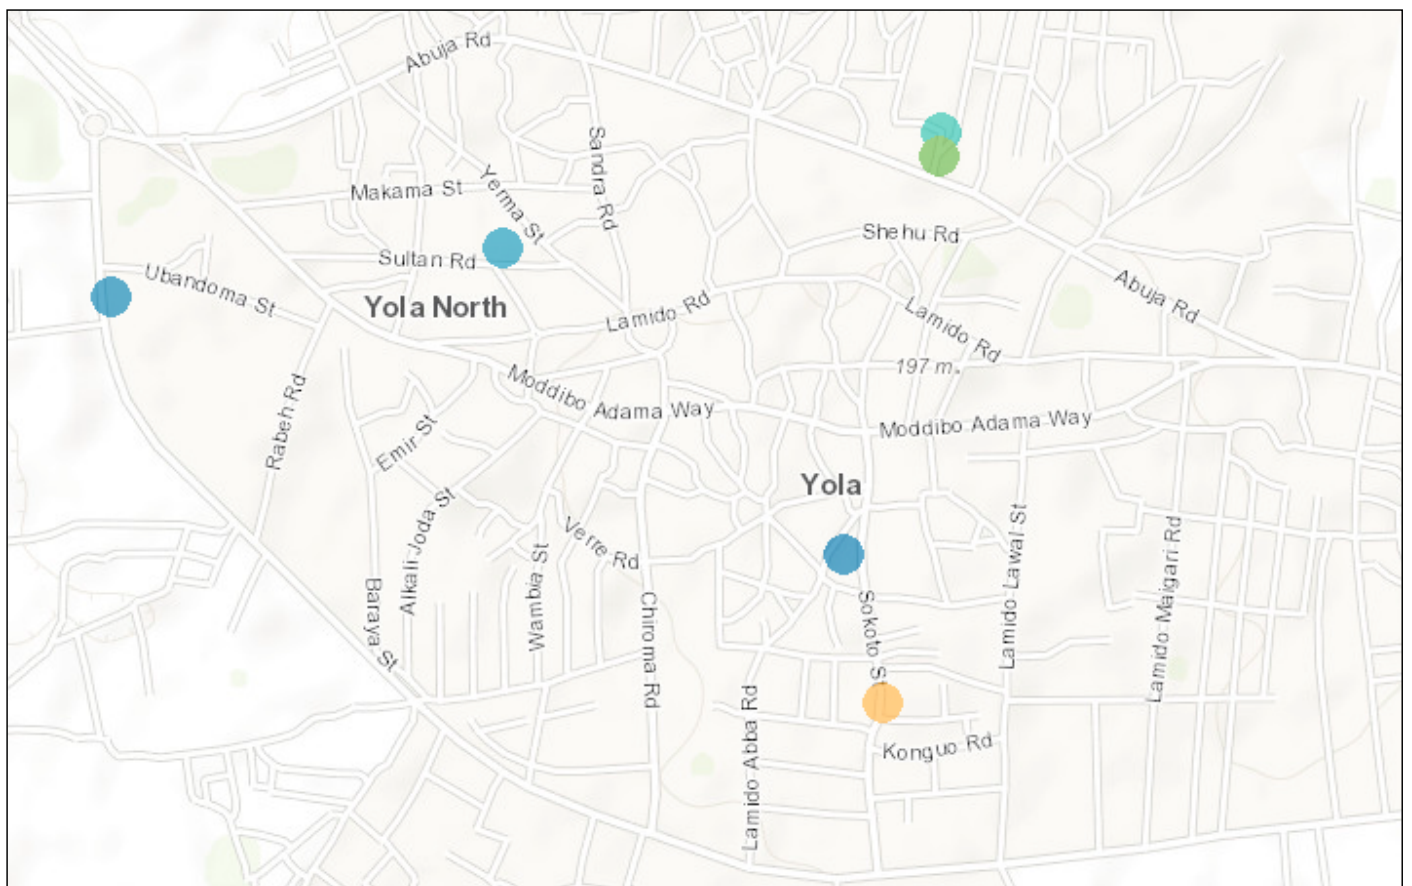 Abuja Rd
Sandra Rd
Makama St
Yerma St
Shehu Rd
Sultan Rd
Ubandoma St
Yola North
Lamido Rd
Abuja Rd
Lamido Rd
197 m.
Moddibo Adama Way
Moddibo Adama Way
Rabeh Rd
Emir St
Yola
Alkali Joda St
Verre Rd
Lamido Lawal St
Lamido Maigari Rd
Wambia St
Baraya St
Chiroma Rd
Sokoto St
Lamido Abba Rd
Konguo Rd